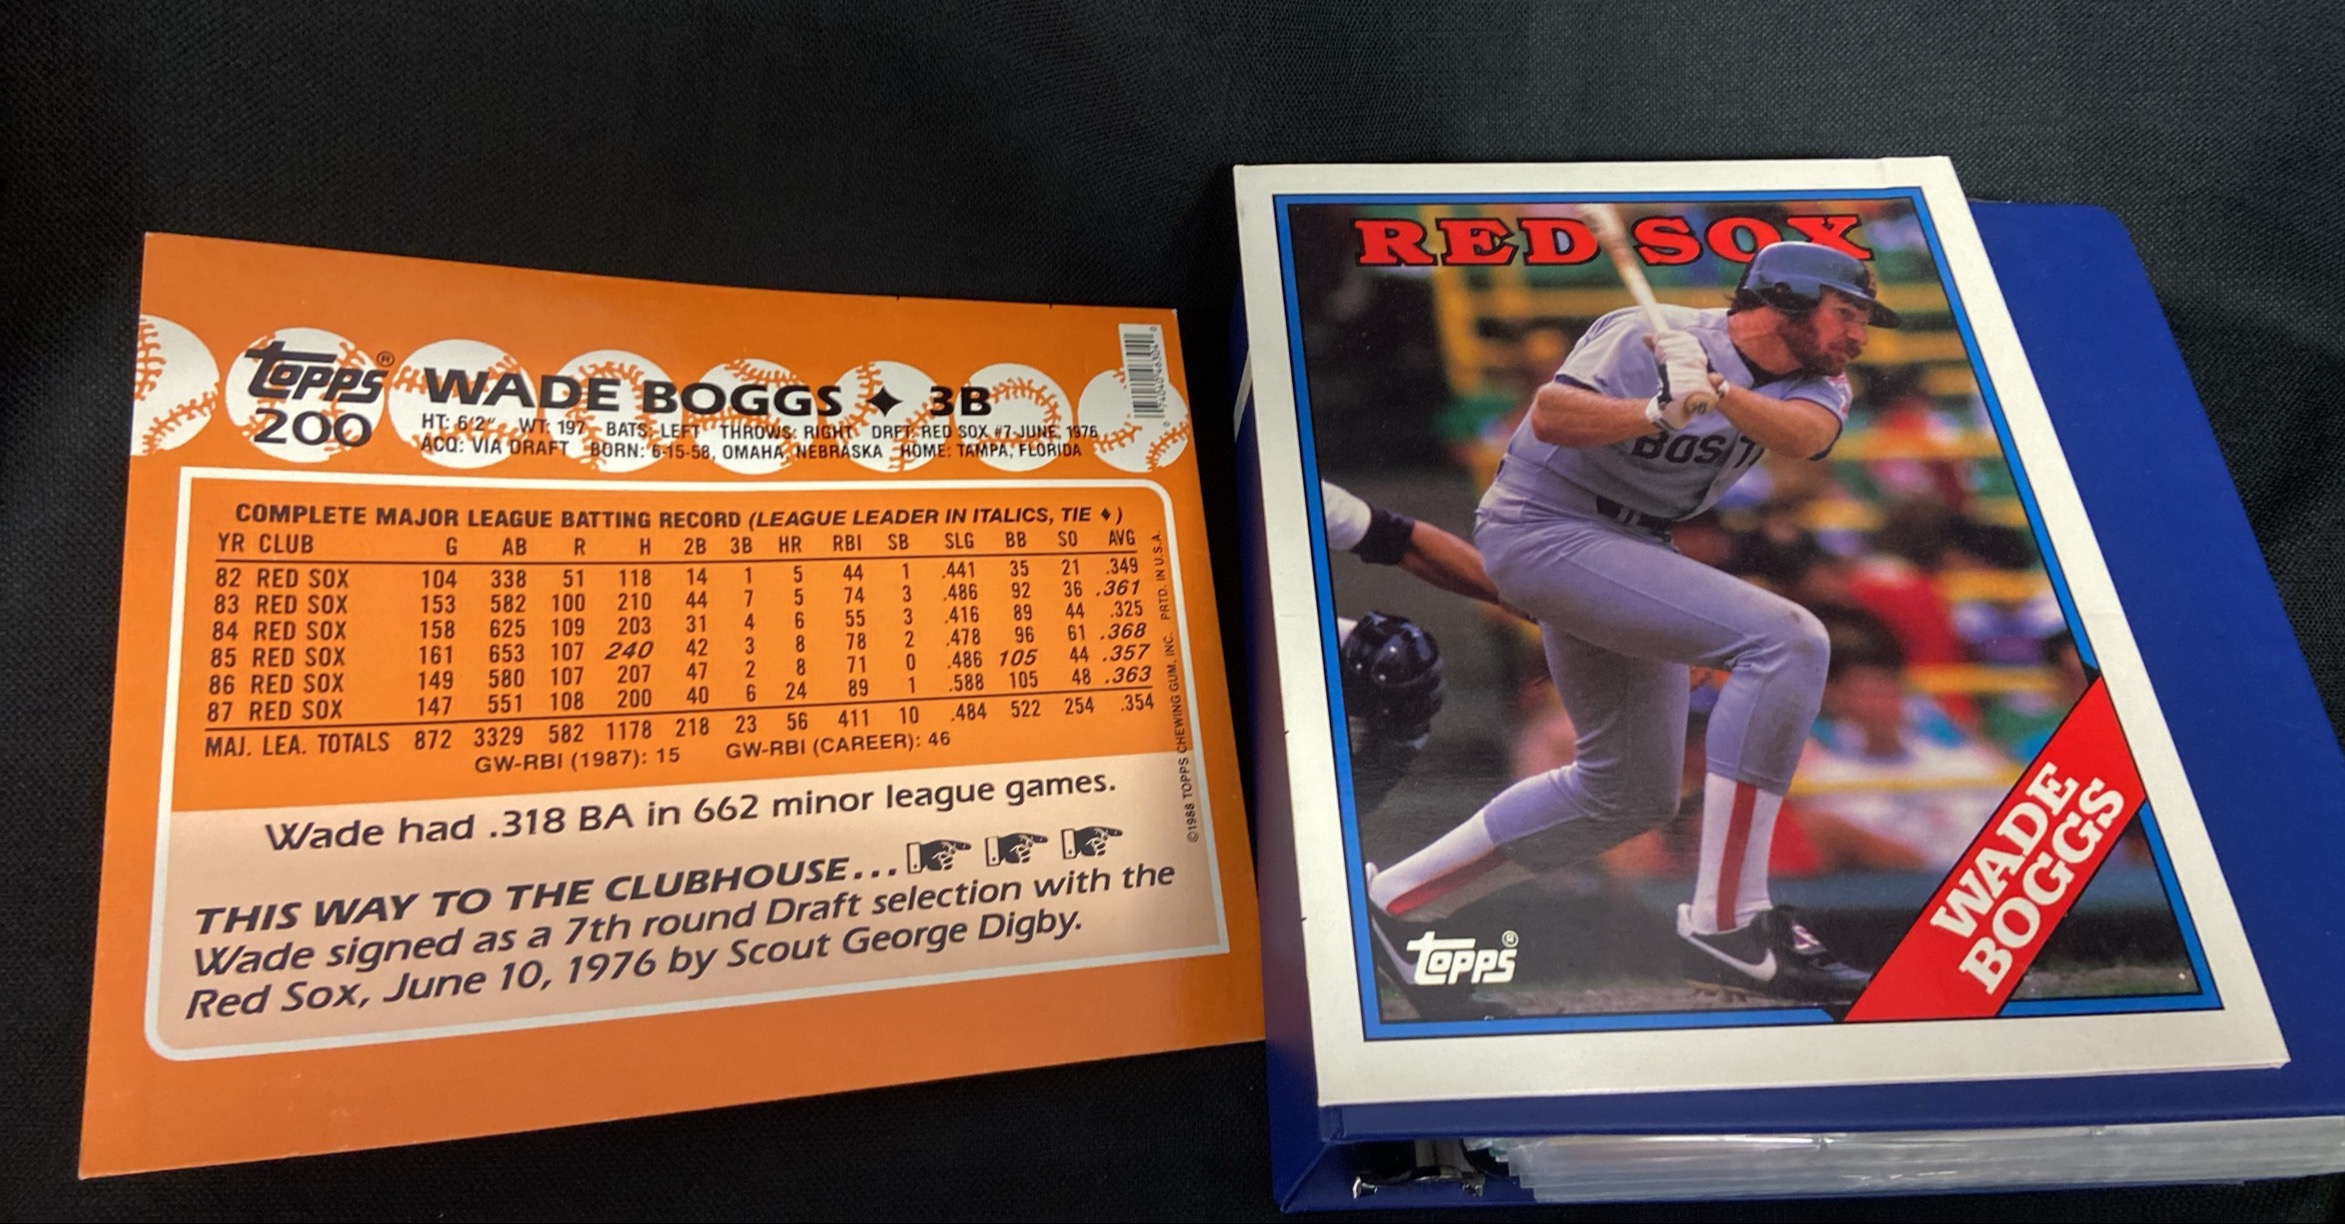 Topps®
200
WADE BOGGS ♦ 3B
HT: 6'2" WT: 197 BATS: LEFT THROWS: RIGHT DRFT: RED SOX #7-JUNE, 1976
ACQ: VIA DRAFT BORN: 6-15-58, OMAHA, NEBRASKA HOME: TAMPA, FLORIDA
COMPLETE MAJOR LEAGUE BATTING RECORD (LEAGUE LEADER IN ITALICS, TIE ♦)
YR CLUB G AB R H 2B 3B HR RBI SB SLG BB SO AVG
82 RED SOX 104 338 51 118 14 1 5 44 1 .441 35 21 .349
83 RED SOX 153 582 100 210 44 7 5 74 3 .486 92 36 .361
84 RED SOX 158 625 109 203 31 4 6 55 3 .416 89 44 .325
85 RED SOX 161 653 107 240 42 3 8 78 2 .478 96 61 .368
86 RED SOX 149 580 107 207 47 2 8 71 0 .486 105 44 .357
87 RED SOX 147 551 108 200 40 6 24 89 1 .588 105 48 .363
MAJ. LEA. TOTALS 872 3329 582 1178 218 23 56 411 10 .484 522 254 .354
GW-RBI (1987): 15 GW-RBI (CAREER): 46
Wade had .318 BA in 662 minor league games.
THIS WAY TO THE CLUBHOUSE...
Wade signed as a 7th round Draft selection with the
Red Sox, June 10, 1976 by Scout George Digby.
©1988 TOPPS CHEWING GUM, INC. PRTD. IN U.S.A.
RED SOX
BOST
Topps®
WADE
BOGGS